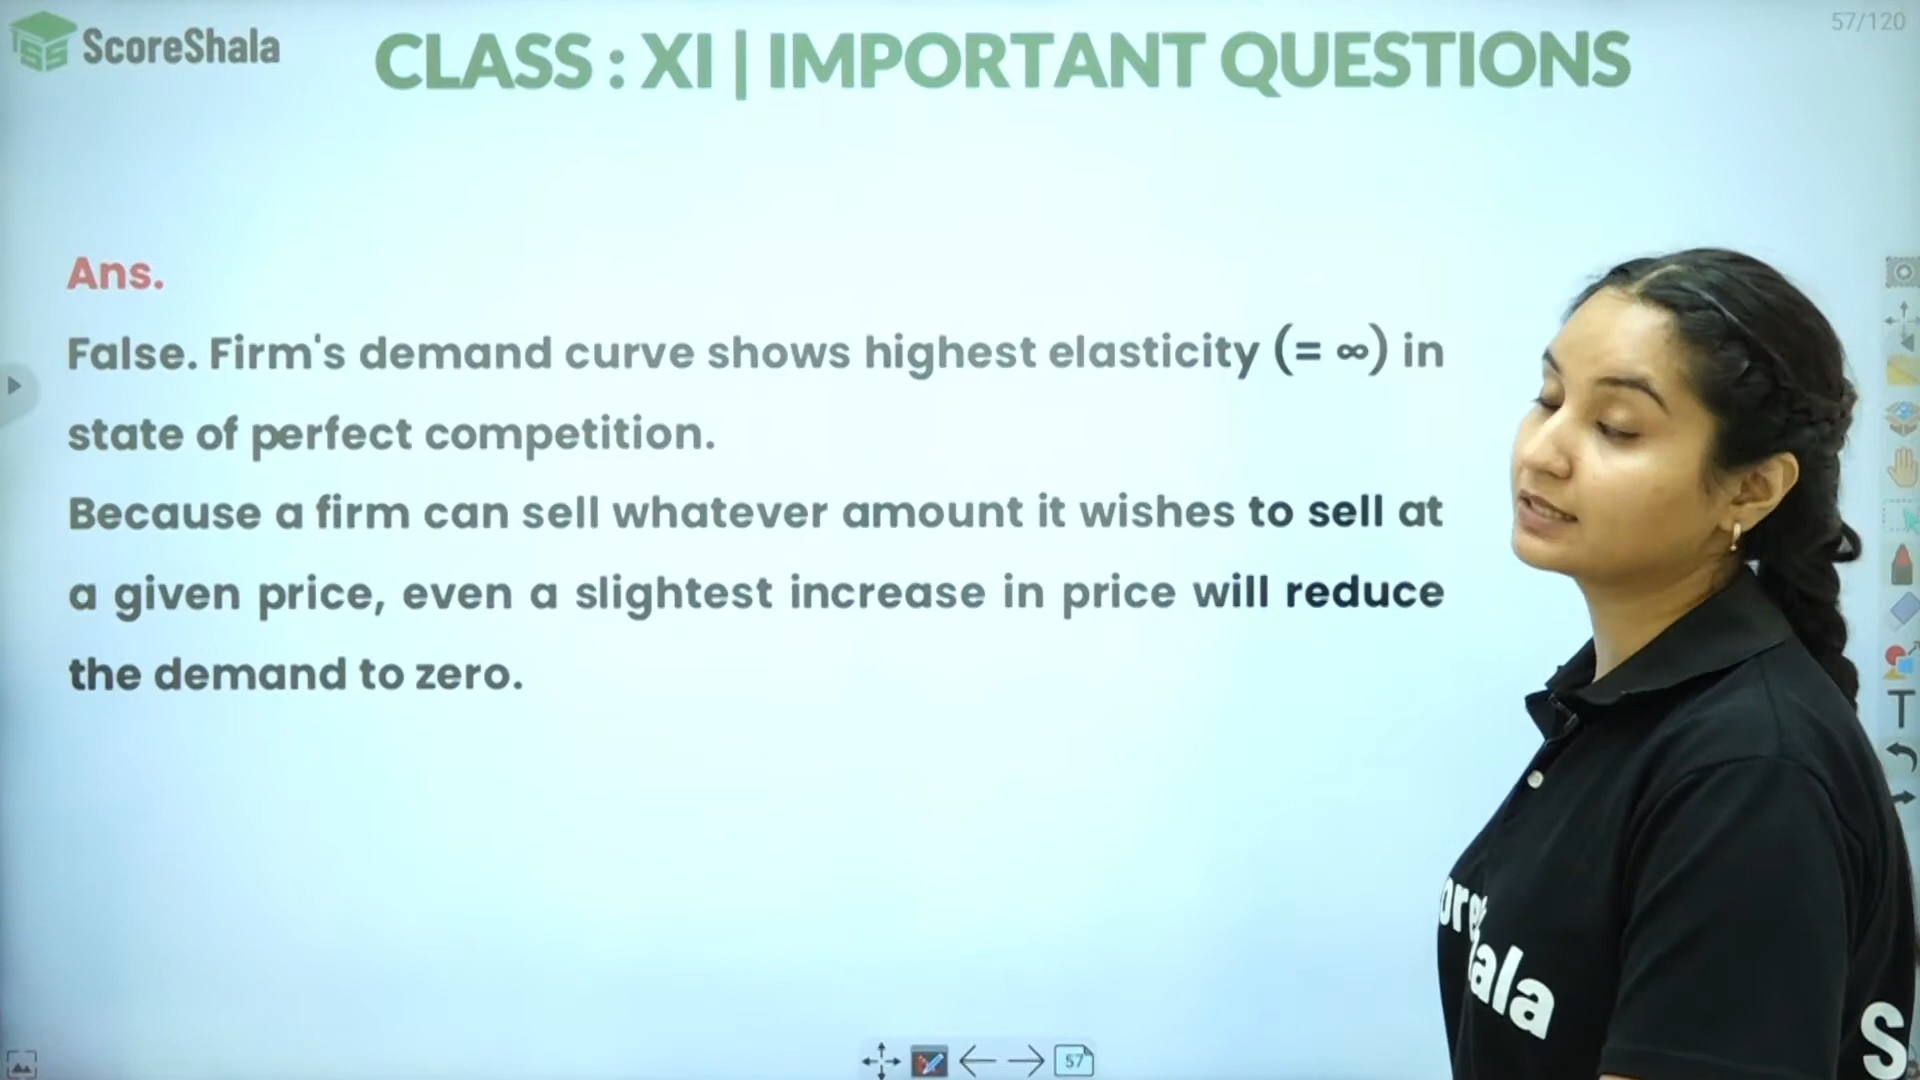 ScoreShala
CLASS : XI | IMPORTANT QUESTIONS
57/120
Ans.
False. Firm's demand curve shows highest elasticity (= ∞) in
state of perfect competition.
Because a firm can sell whatever amount it wishes to sell at
a given price, even a slightest increase in price will reduce
the demand to zero.
ore
ala
S
T
57